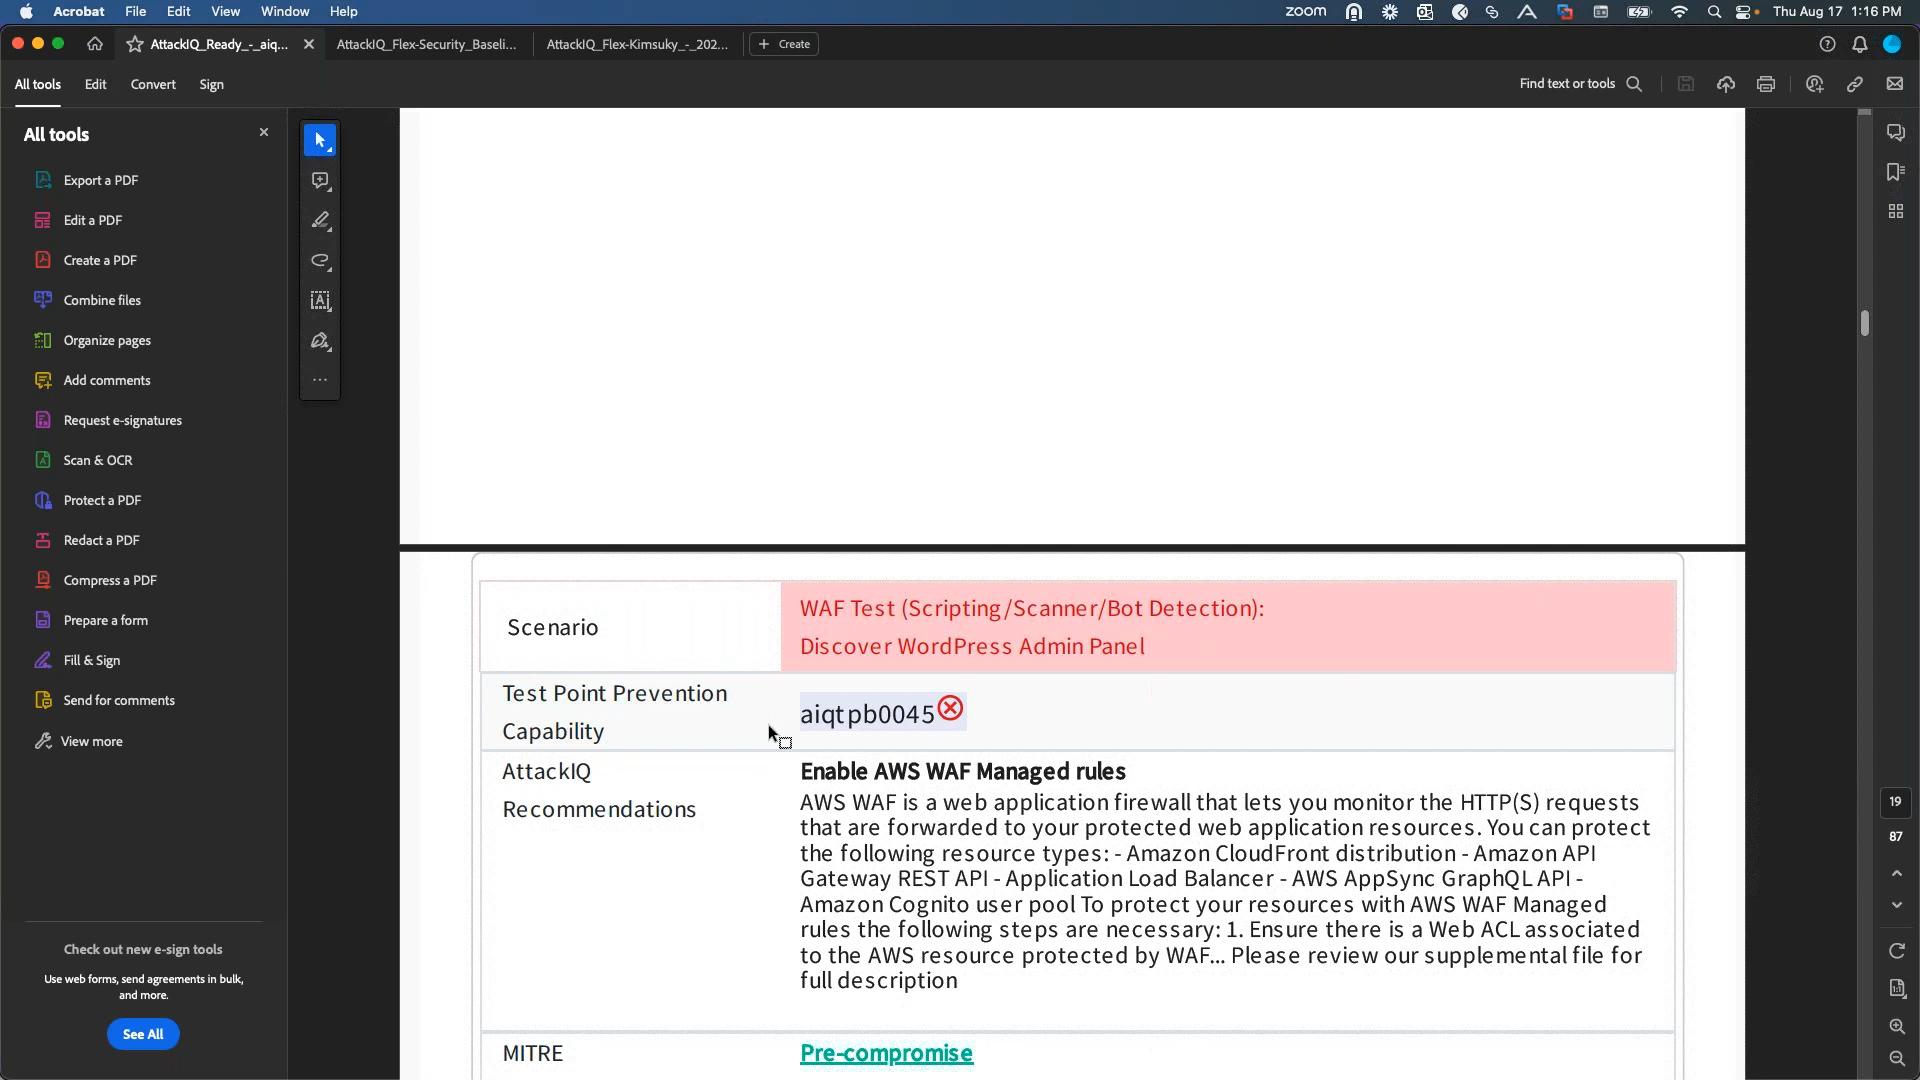 Acrobat File Edit View Window Help
zoom Thu Aug 17 1:16 PM
AttackIQ_Ready_-_aiq... AttackIQ_Flex-Security_Baseli... AttackIQ_Flex-Kimsuky_-_202... Create
All tools Edit Convert Sign
Find text or tools
All tools
Export a PDF
Edit a PDF
Create a PDF
Combine files
Organize pages
Add comments
Request e-signatures
Scan & OCR
Protect a PDF
Redact a PDF
Compress a PDF
Prepare a form
Fill & Sign
Send for comments
View more
Check out new e-sign tools
Use web forms, send agreements in bulk,
and more.
See All
Scenario
WAF Test (Scripting/Scanner/Bot Detection):
Discover WordPress Admin Panel
Test Point Prevention
Capability
aiqtpb0045
AttackIQ
Recommendations
Enable AWS WAF Managed rules
AWS WAF is a web application firewall that lets you monitor the HTTP(S) requests
that are forwarded to your protected web application resources. You can protect
the following resource types: - Amazon CloudFront distribution - Amazon API
Gateway REST API - Application Load Balancer - AWS AppSync GraphQL API -
Amazon Cognito user pool To protect your resources with AWS WAF Managed
rules the following steps are necessary: 1. Ensure there is a Web ACL associated
to the AWS resource protected by WAF... Please review our supplemental file for
full description
MITRE
Pre-compromise
19
87